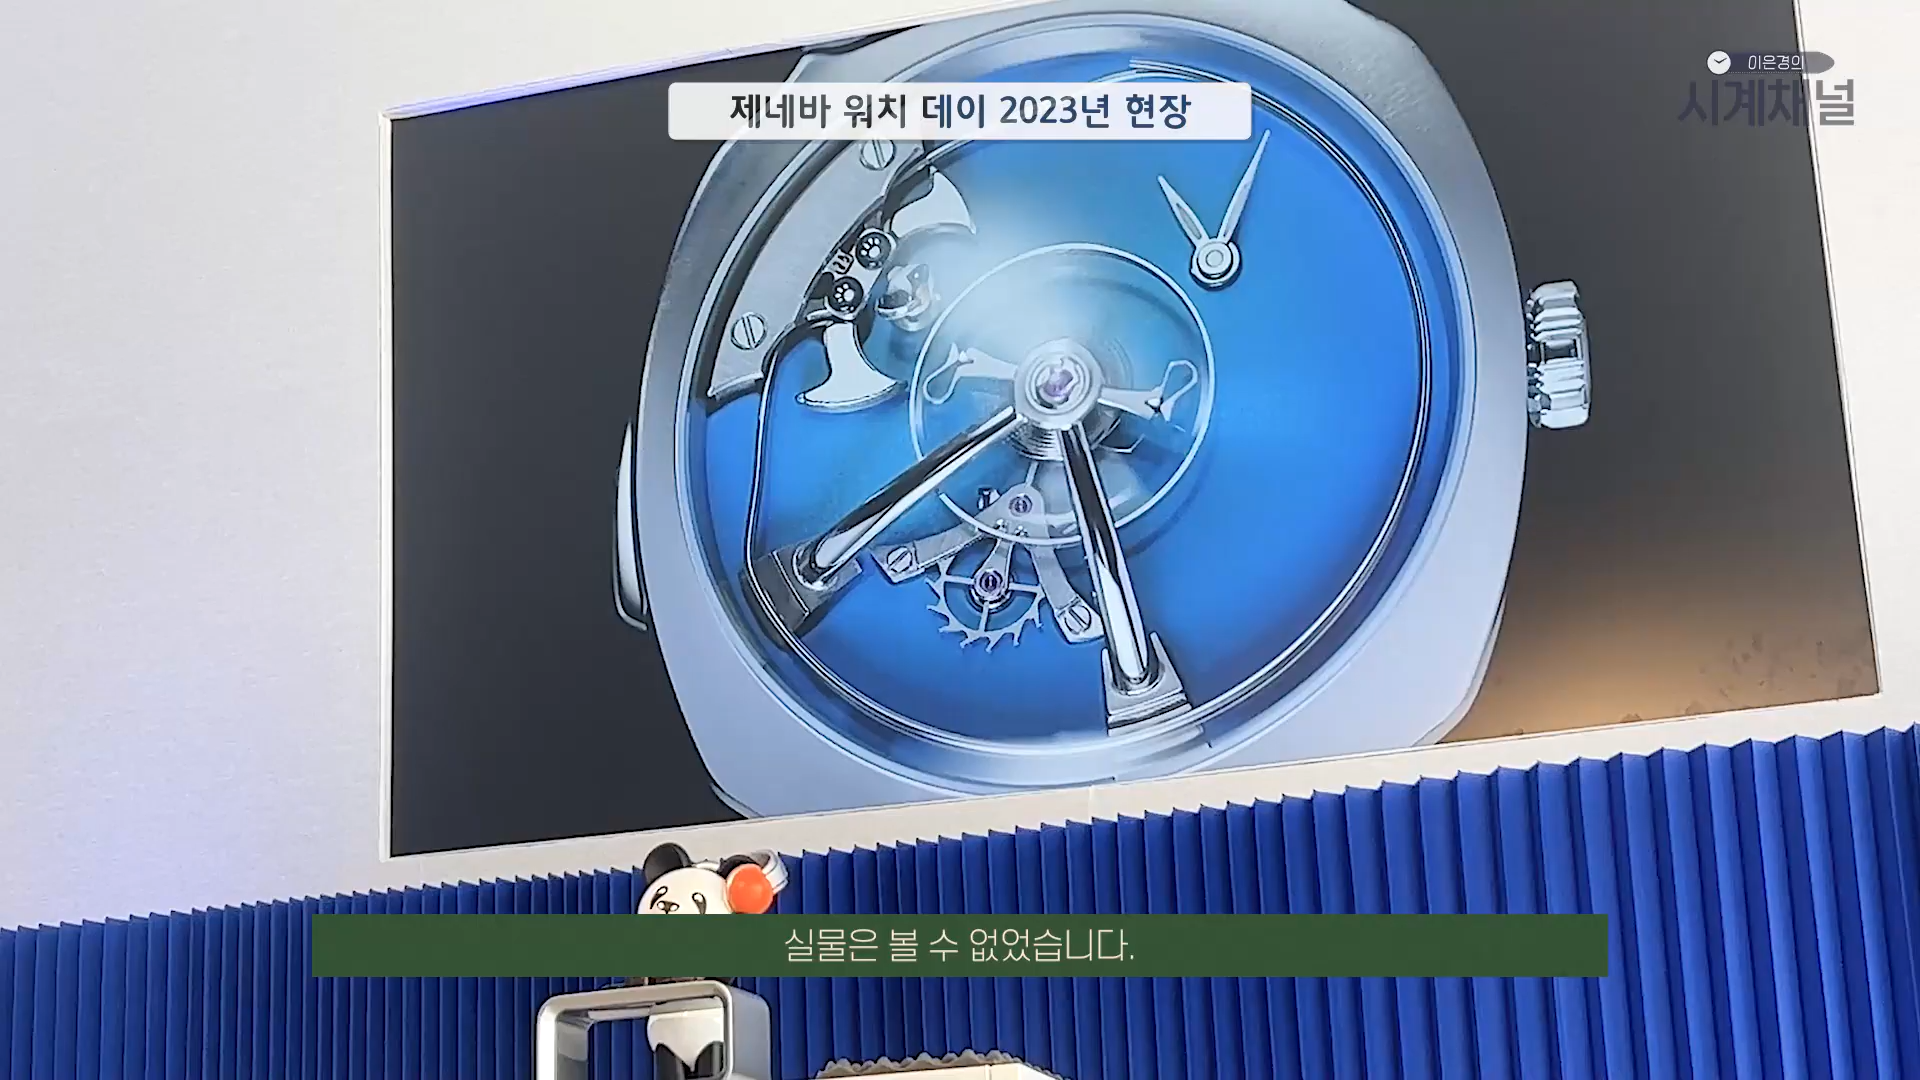 이은경의
시계채널
제네바 워치 데이 2023년 현장
실물은 볼 수 없었습니다.